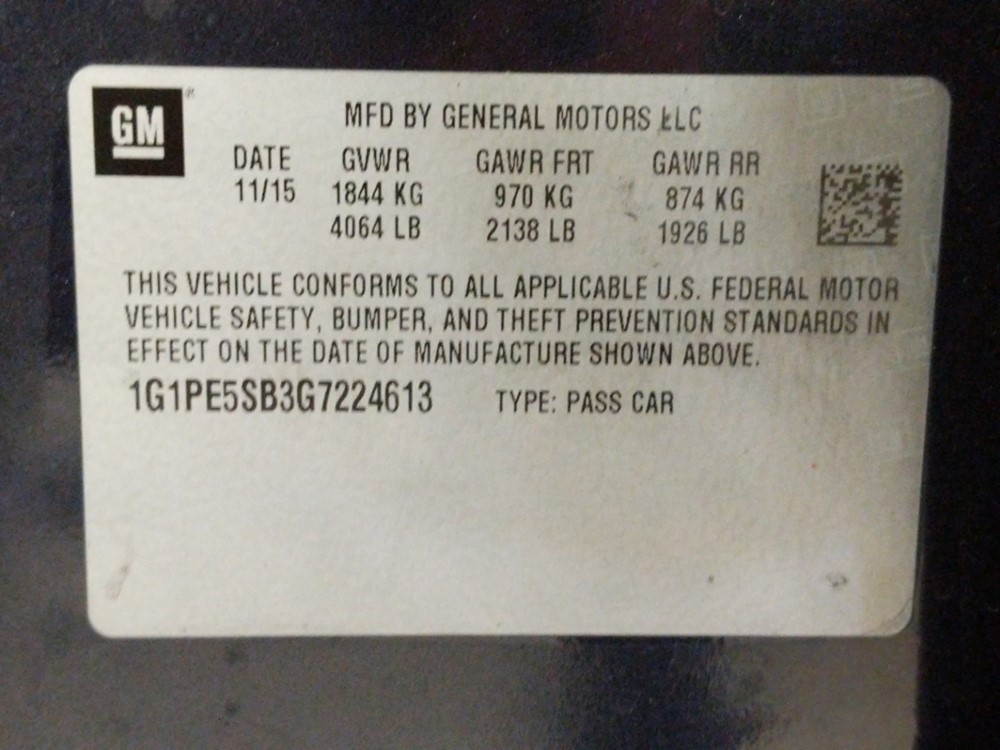 GM
MFD BY GENERAL MOTORS LLC
DATE GVWR GAWR FRT GAWR RR
11/15 1844 KG 970 KG 874 KG
4064 LB 2138 LB 1926 LB
THIS VEHICLE CONFORMS TO ALL APPLICABLE U.S. FEDERAL MOTOR
VEHICLE SAFETY, BUMPER, AND THEFT PREVENTION STANDARDS IN
EFFECT ON THE DATE OF MANUFACTURE SHOWN ABOVE.
1G1PE5SB3G7224613 TYPE: PASS CAR